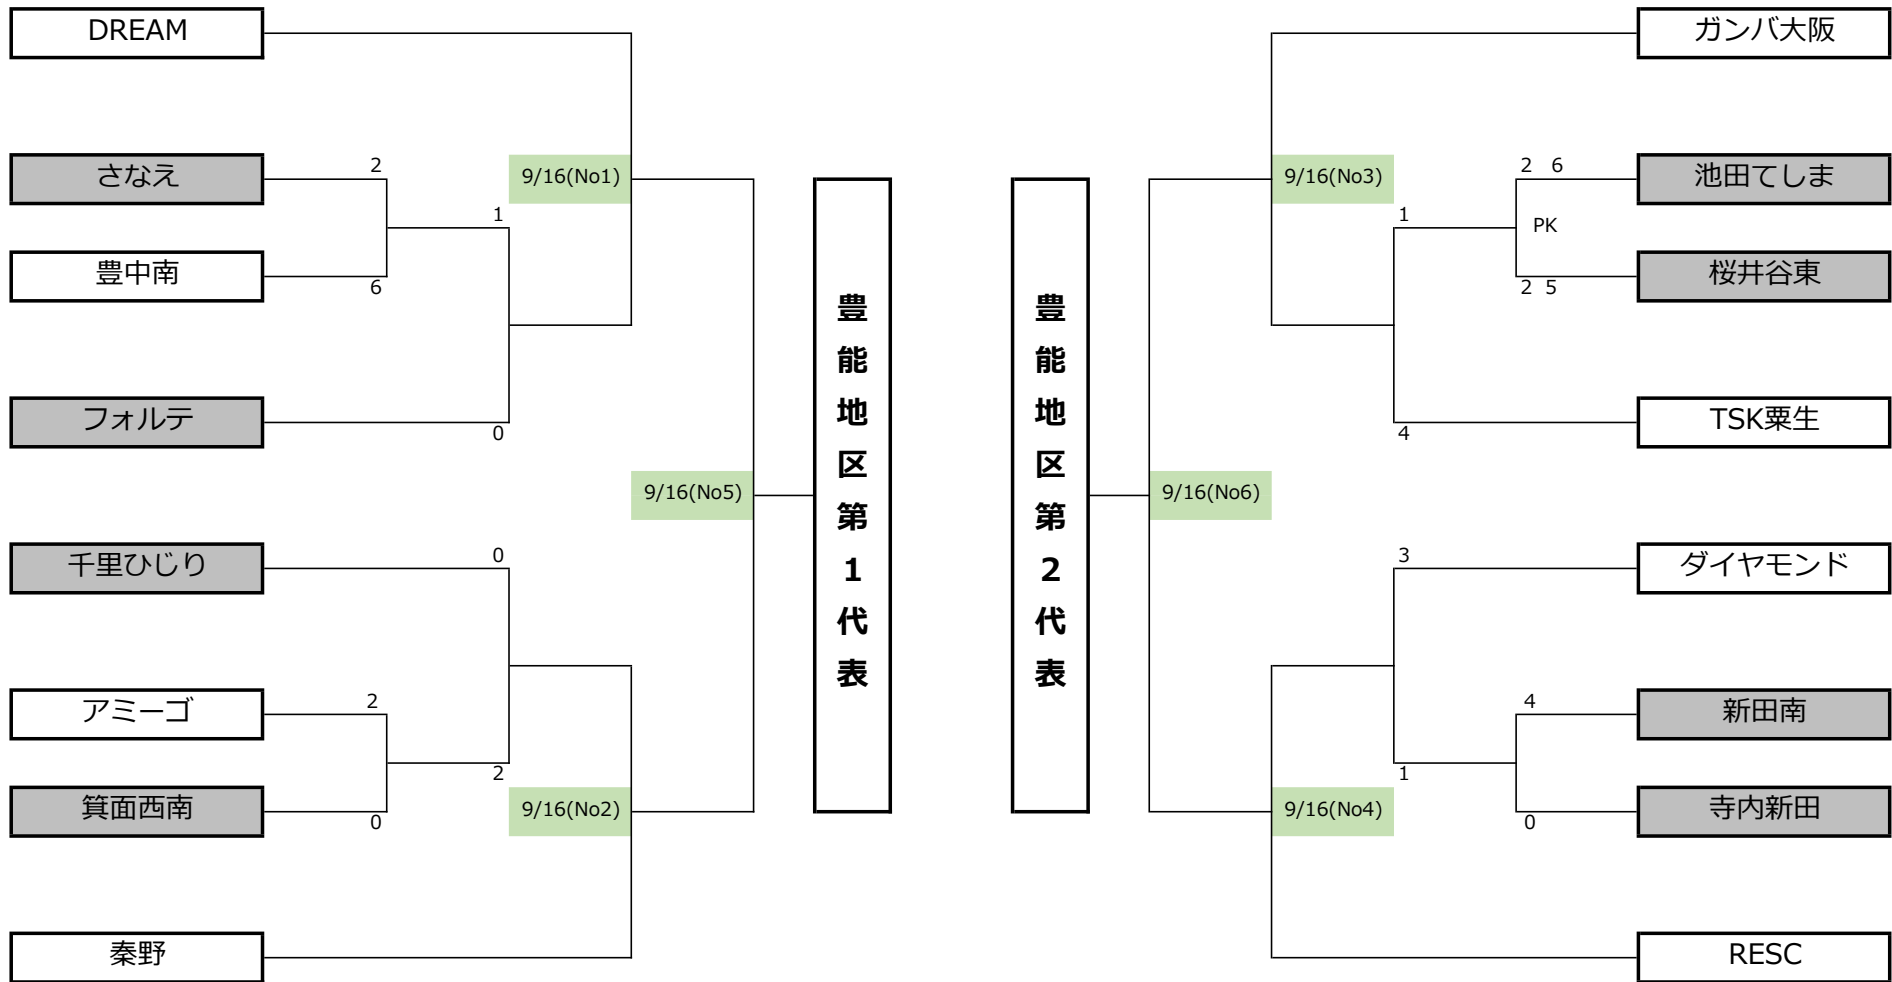 DREAM
ガンバ大阪
さなえ
2
9/16(No1)
9/16(No3)
2 6
池田てしま
1
1
PK
豊中南
6
2 5
桜井谷東
フォルテ
0
4
TSK粟生
9/16(No5)
豊能地区第1代表
豊能地区第2代表
9/16(No6)
千里ひじり
0
3
ダイヤモンド
アミーゴ
2
4
新田南
2
1
箕面西南
0
9/16(No2)
9/16(No4)
0
寺内新田
秦野
RESC